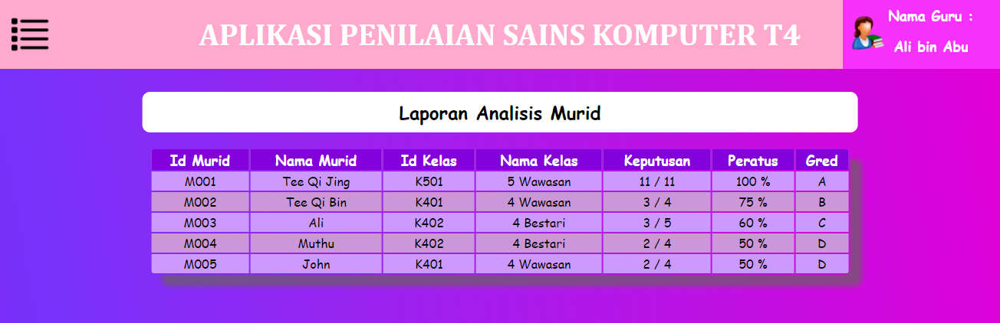 APLIKASI PENILAIAN SAINS KOMPUTER T4
Nama Guru :
Ali bin Abu
Laporan Analisis Murid
Id Murid Nama Murid Id Kelas Nama Kelas Keputusan Peratus Gred
M001 Tee Qi Jing K501 5 Wawasan 11 / 11 100 % A
M002 Tee Qi Bin K401 4 Wawasan 3 / 4 75 % B
M003 Ali K402 4 Bestari 3 / 5 60 % C
M004 Muthu K402 4 Bestari 2 / 4 50 % D
M005 John K401 4 Wawasan 2 / 4 50 % D